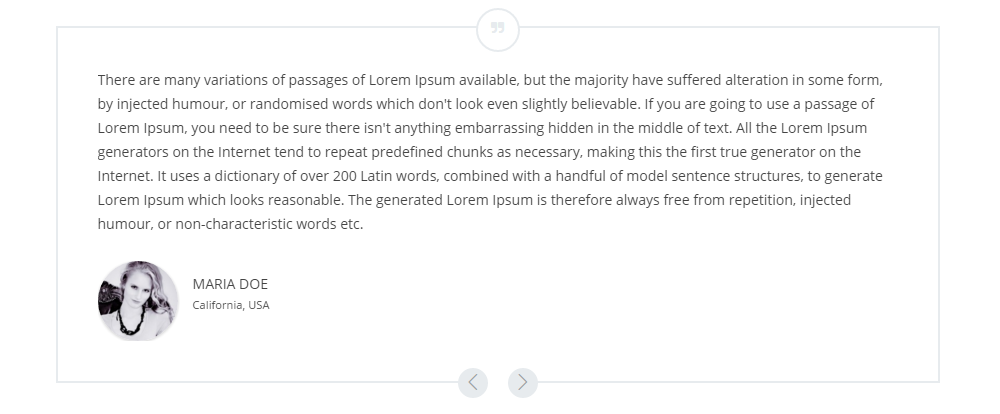 There are many variations of passages of Lorem Ipsum available, but the majority have suffered alteration in some form,
by injected humour, or randomised words which don't look even slightly believable. If you are going to use a passage of
Lorem Ipsum, you need to be sure there isn't anything embarrassing hidden in the middle of text. All the Lorem Ipsum
generators on the Internet tend to repeat predefined chunks as necessary, making this the first true generator on the
Internet. It uses a dictionary of over 200 Latin words, combined with a handful of model sentence structures, to generate
Lorem Ipsum which looks reasonable. The generated Lorem Ipsum is therefore always free from repetition, injected
humour, or non-characteristic words etc.
MARIA DOE
California, USA